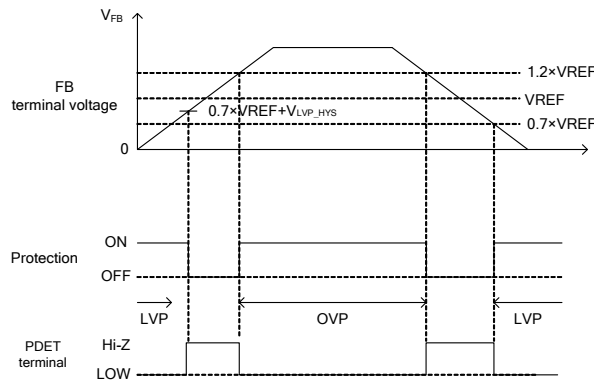 VFB
1.2×VREF
FB
terminal voltage
VREF
0.7×VREF+VLVP_HYS
0.7×VREF
0
ON
Protection
OFF
LVP
OVP
LVP
PDET
terminal
Hi-Z
LOW